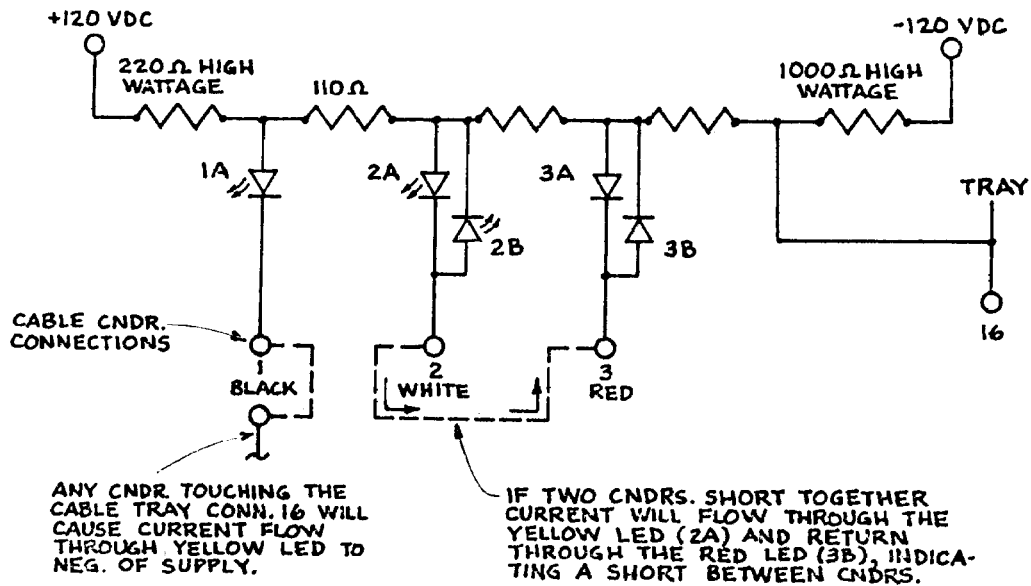 +120 VDC
-120 VDC
220Ω HIGH
WATTAGE
110Ω
1000Ω HIGH
WATTAGE
1A
2A
2B
3A
3B
TRAY
16
CABLE CNDR.
CONNECTIONS
1
BLACK
2
WHITE
3
RED
ANY CNDR. TOUCHING THE
CABLE TRAY CONN. 16 WILL
CAUSE CURRENT FLOW
THROUGH YELLOW LED TO
NEG. OF SUPPLY.
IF TWO CNDRS. SHORT TOGETHER
CURRENT WILL FLOW THROUGH THE
YELLOW LED (2A) AND RETURN
THROUGH THE RED LED (3B), INDICA-
TING A SHORT BETWEEN CNDRS.